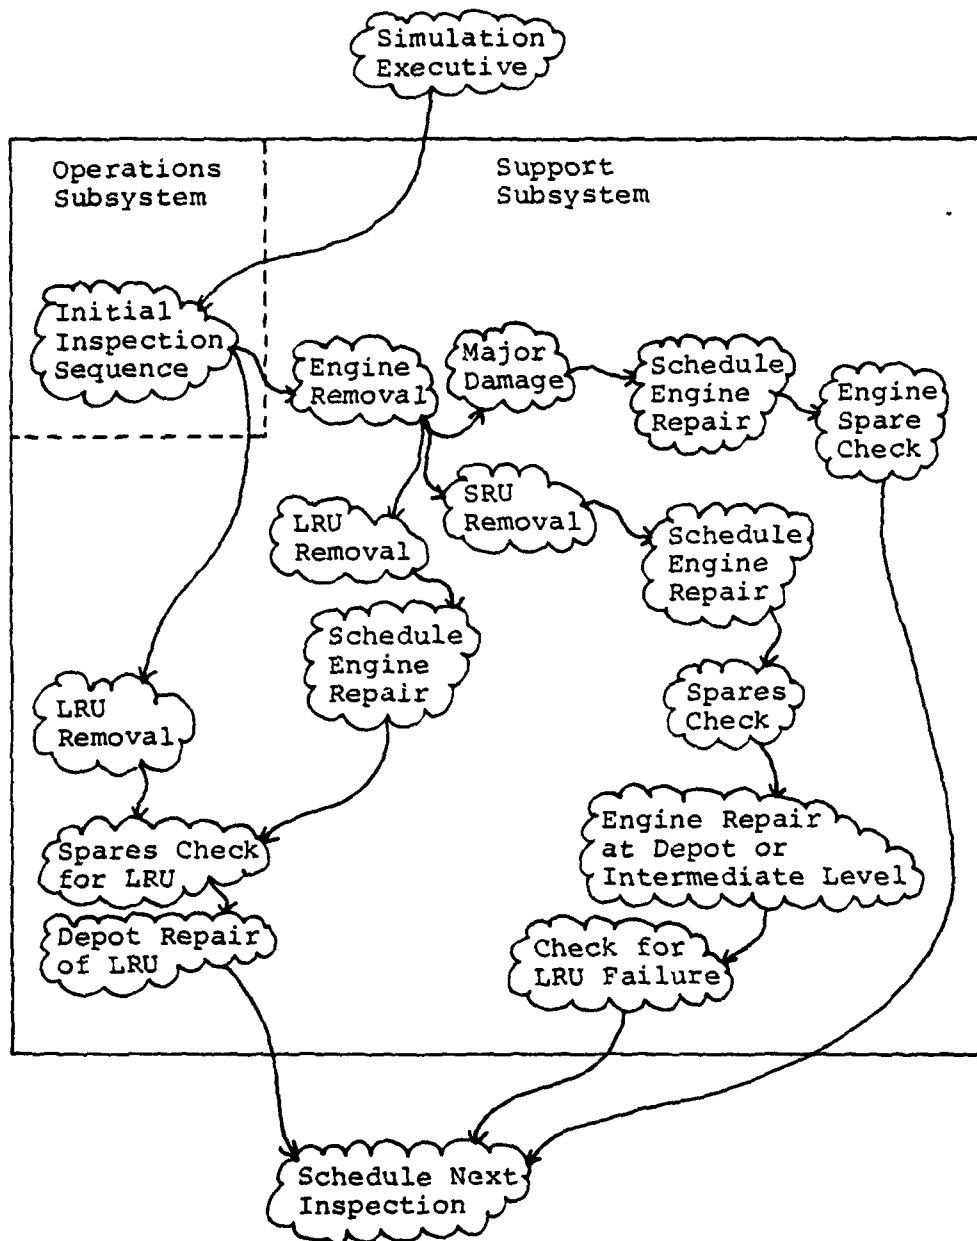 Simulation
Executive
Operations
Subsystem
Support
Subsystem
Initial
Inspection
Sequence
Engine
Removal
Major
Damage
Schedule
Engine
Repair
Engine
Spare
Check
LRU
Removal
SRU
Removal
Schedule
Engine
Repair
Schedule
Engine
Repair
LRU
Removal
Spares
Check
Spares Check
for LRU
Engine Repair
at Depot or
Intermediate Level
Depot Repair
of LRU
Check for
LRU Failure
Schedule Next
Inspection